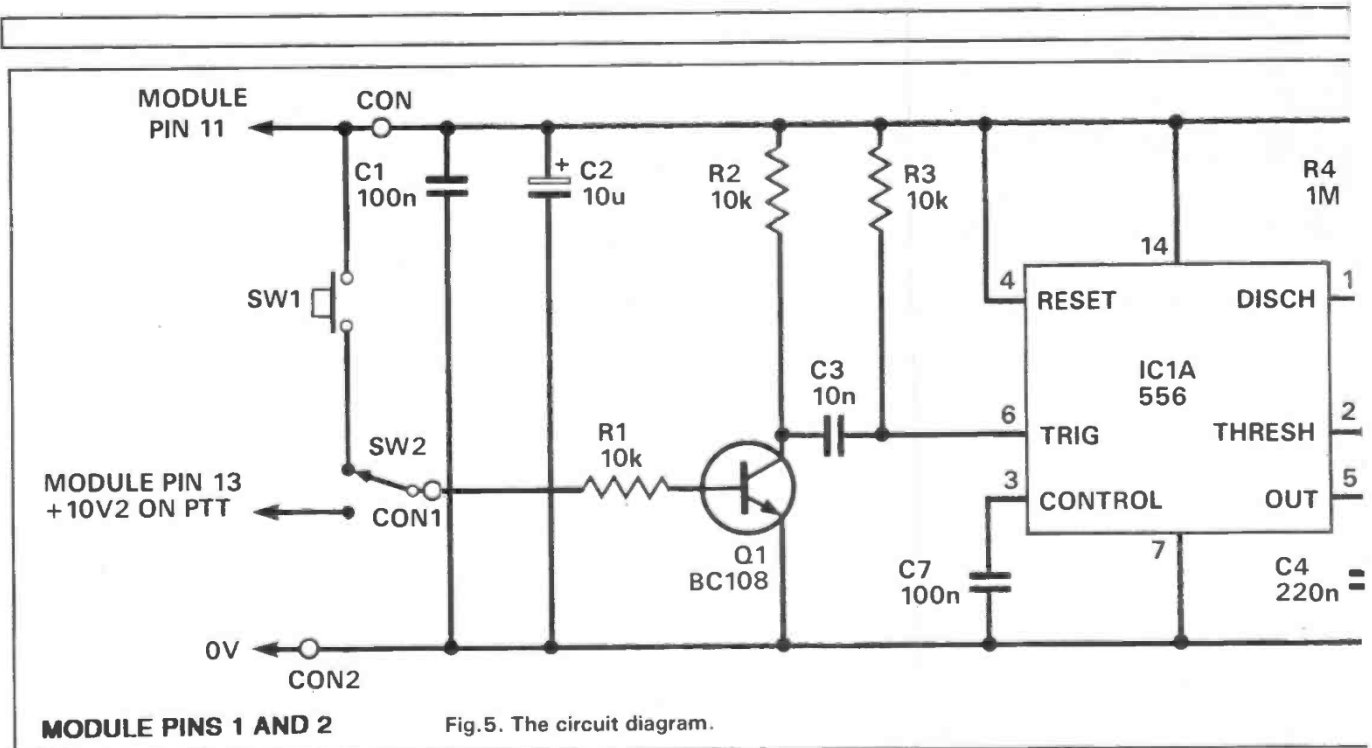 MODULE
PIN 11
CON
C1
100n
+
C2
10u
R2
10k
R3
10k
R4
1M
14
4
RESET
DISCH
1
SW1
IC1A
556
C3
10n
6
TRIG
THRESH
2
SW2
R1
10k
MODULE PIN 13
+10V2 ON PTT
CON1
3
CONTROL
OUT
5
Q1
BC108
7
C7
100n
C4
220n
0V
CON2
MODULE PINS 1 AND 2
Fig.5. The circuit diagram.